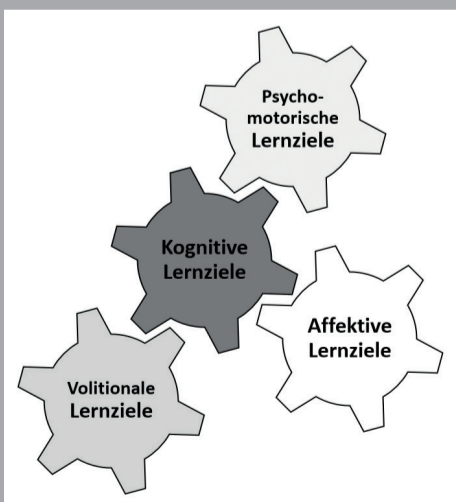 Psycho-
motorische
Lernziele
Kognitive
Lernziele
Affektive
Lernziele
Volitionale
Lernziele